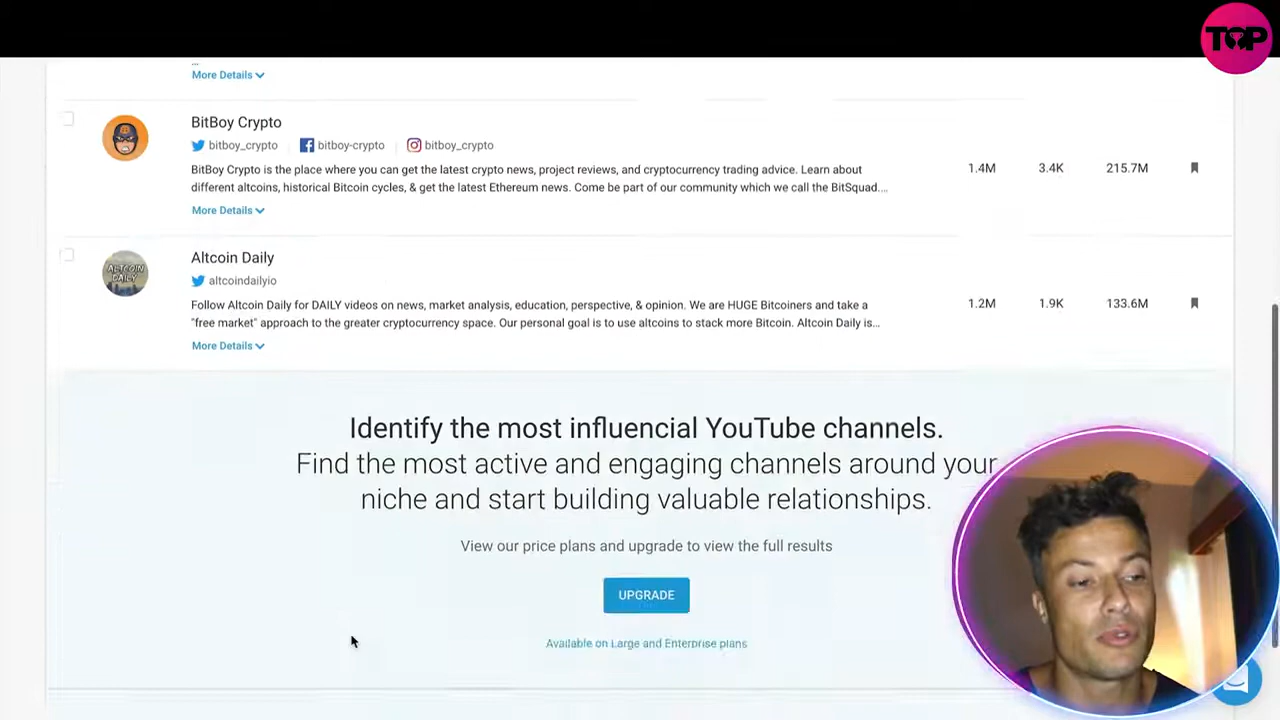 TOP
...
More Details
BitBoy Crypto
bitboy_crypto bitboy-crypto bitboy_crypto
BitBoy Crypto is the place where you can get the latest crypto news, project reviews, and cryptocurrency trading advice. Learn about
different altcoins, historical Bitcoin cycles, & get the latest Ethereum news. Come be part of our community which we call the BitSquad....
1.4M 3.4K 215.7M
More Details
Altcoin Daily
ALTCOIN
DAILY
altcoindailyio
Follow Altcoin Daily for DAILY videos on news, market analysis, education, perspective, & opinion. We are HUGE Bitcoiners and take a
"free market" approach to the greater cryptocurrency space. Our personal goal is to use altcoins to stack more Bitcoin. Altcoin Daily is...
1.2M 1.9K 133.6M
More Details
Identify the most influential YouTube channels.
Find the most active and engaging channels around your
niche and start building valuable relationships.
View our price plans and upgrade to view the full results
UPGRADE
Available on Large and Enterprise plans